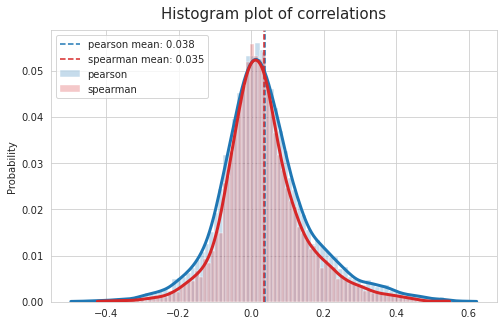 Histogram plot of correlations
pearson mean: 0.038
spearman mean: 0.035
pearson
spearman
Probability
0.05
0.04
0.03
0.02
0.01
0.00
−0.4 −0.2 0.0 0.2 0.4 0.6